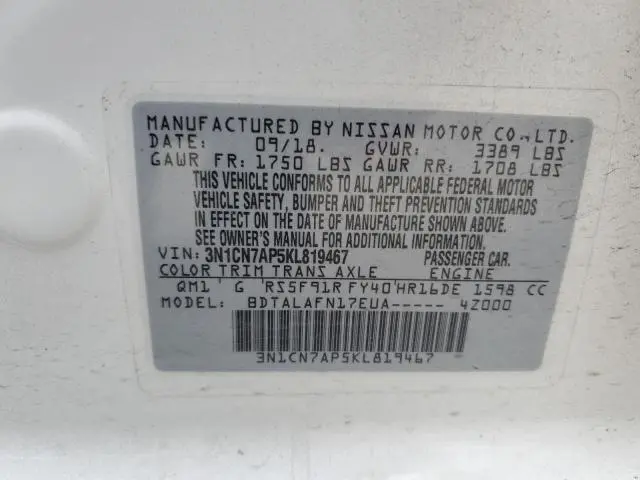 MANUFACTURED BY NISSAN MOTOR CO., LTD.
DATE: 09/18. GVWR: 3389 LBS
GAWR FR: 1750 LBS GAWR RR: 1708 LBS
THIS VEHICLE CONFORMS TO ALL APPLICABLE FEDERAL MOTOR
VEHICLE SAFETY, BUMPER AND THEFT PREVENTION STANDARDS
IN EFFECT ON THE DATE OF MANUFACTURE SHOWN ABOVE.
SEE OWNER'S MANUAL FOR ADDITIONAL INFORMATION.
VIN: 3N1CN7AP5KL819467 PASSENGER CAR.
COLOR TRIM TRANS AXLE ENGINE
QM1 G RS5F91R FY40 HR16DE 1598 CC
MODEL: BDTALAFN17EUA----- 4Z000
3N1CN7AP5KL819467